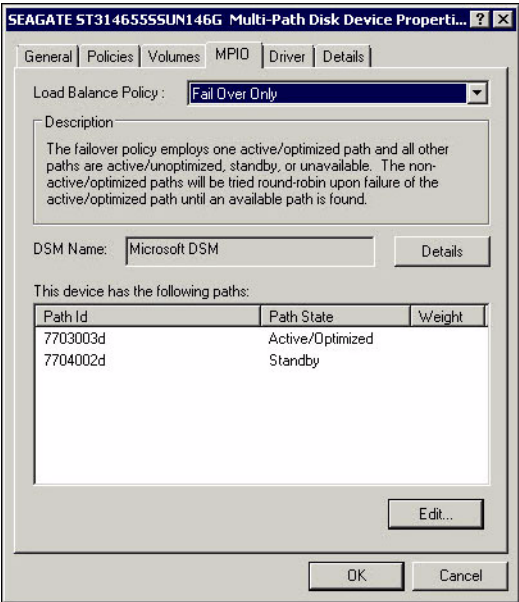 SEAGATE ST314655SSUN146G Multi-Path Disk Device Properti... ? X
General Policies Volumes MPIO Driver Details
Load Balance Policy : Fail Over Only
Description
The failover policy employs one active/optimized path and all other
paths are active/unoptimized, standby, or unavailable. The non-
active/optimized paths will be tried round-robin upon failure of the
active/optimized path until an available path is found.
DSM Name: Microsoft DSM Details
This device has the following paths:
Path Id Path State Weight
7703003d Active/Optimized
7704002d Standby
Edit...
OK Cancel